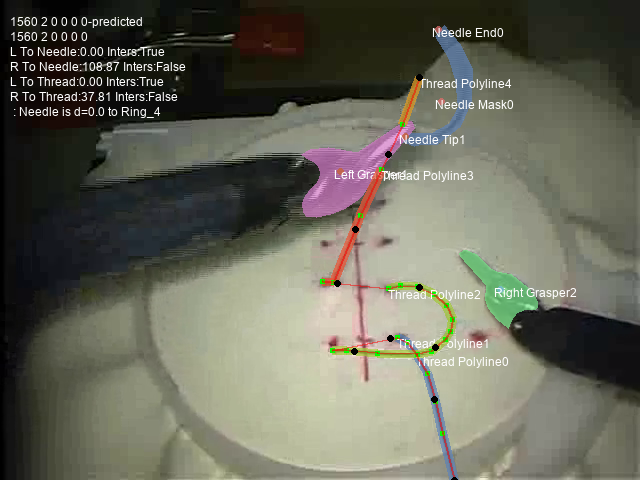 1560 2 0 0 0 0-predicted
1560 2 0 0 0 0
L To Needle:0.00 Inters:True
R To Needle:108.87 Inters:False
L To Thread:0.00 Inters:True
R To Thread:37.81 Inters:False
: Needle is d=0.0 to Ring_4
Needle End0
Thread Polyline4
Needle Mask0
Needle Tip1
Left Grasper
Thread Polyline3
Right Grasper2
Thread Polyline2
Thread Polyline1
Thread Polyline0